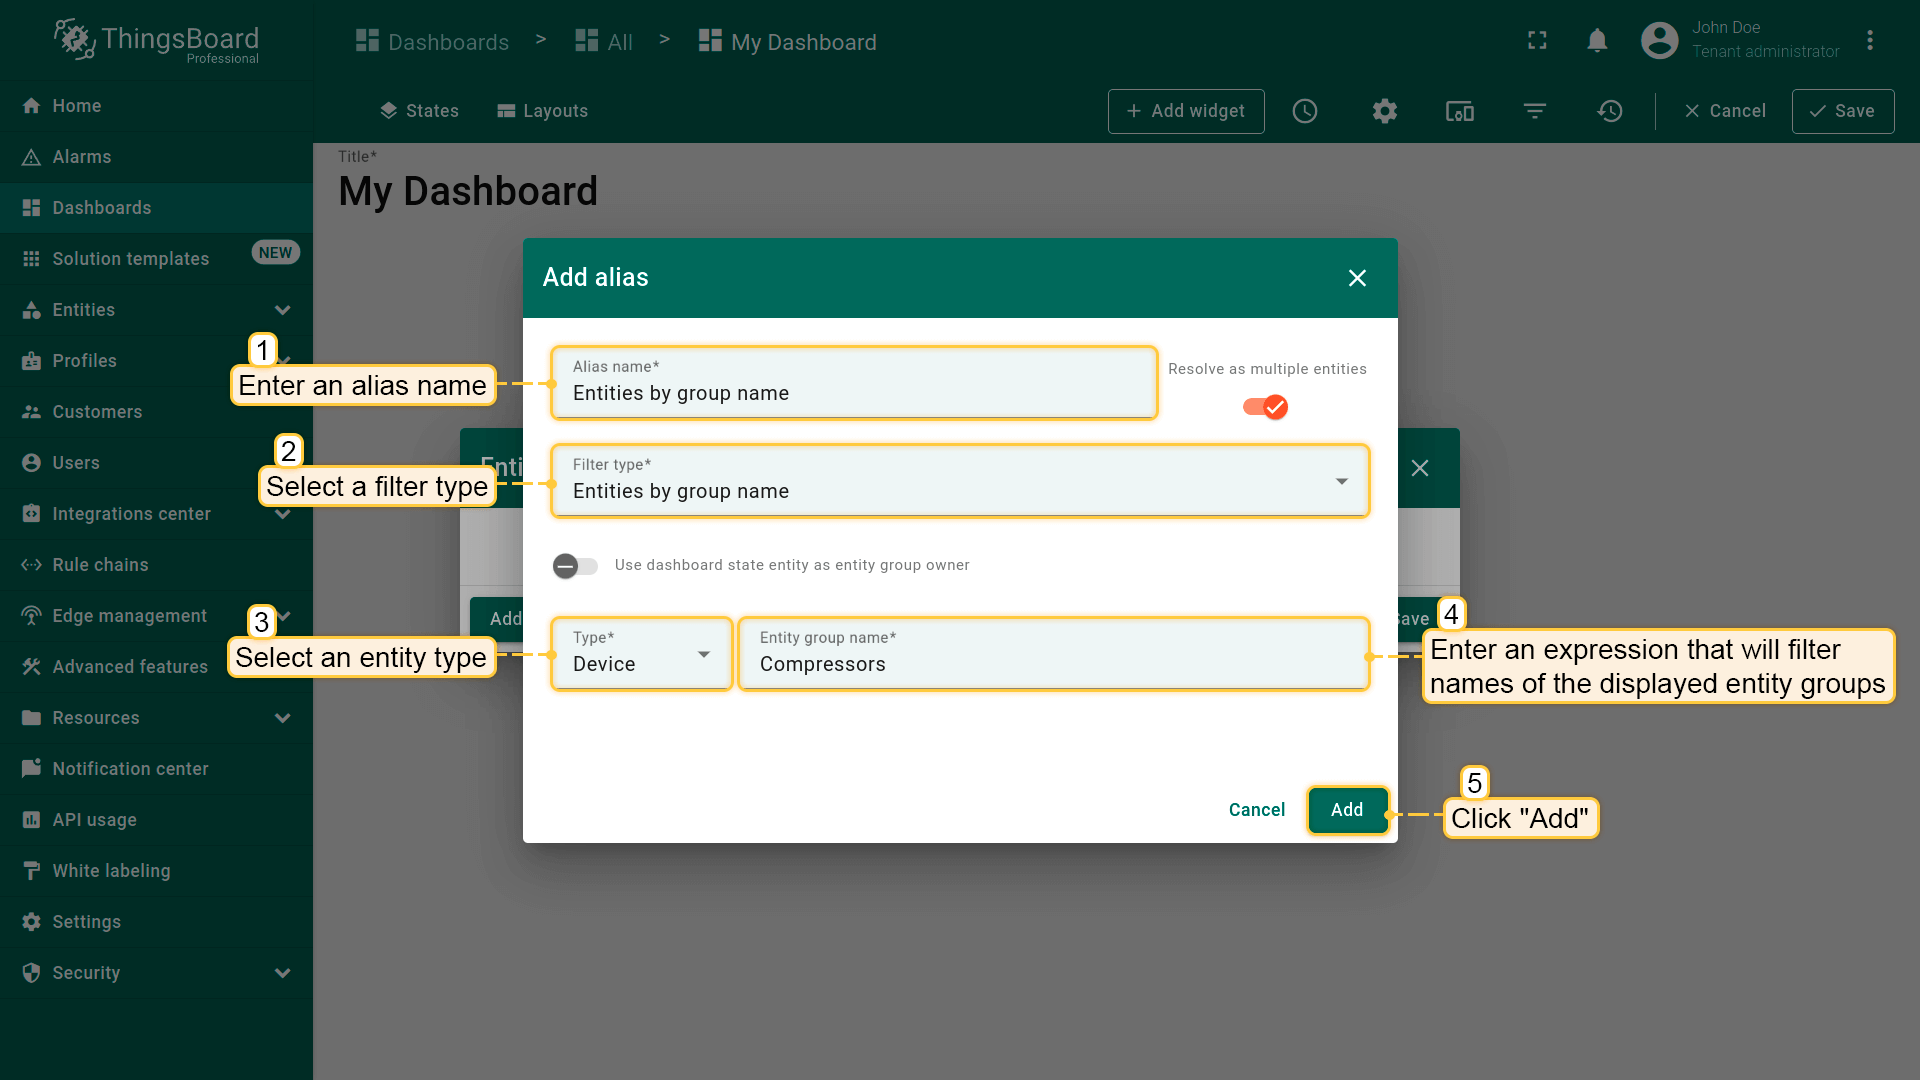 ThingsBoard
Professional
Dashboards > All > My Dashboard
John Doe
Tenant administrator
States
Layouts
+ Add widget
Cancel
Save
Home
Alarms
Dashboards
Solution templates
NEW
Entities
Profiles
Customers
Users
Integrations center
Rule chains
Edge management
Advanced features
Resources
Notification center
API usage
White labeling
Settings
Security
Title*
My Dashboard
Enti
Add
Save
Add alias
Alias name*
Entities by group name
Resolve as multiple entities
Filter type*
Entities by group name
Use dashboard state entity as entity group owner
Type*
Device
Entity group name*
Compressors
Cancel
Add
1
Enter an alias name
2
Select a filter type
3
Select an entity type
4
Enter an expression that will filter
names of the displayed entity groups
5
Click "Add"